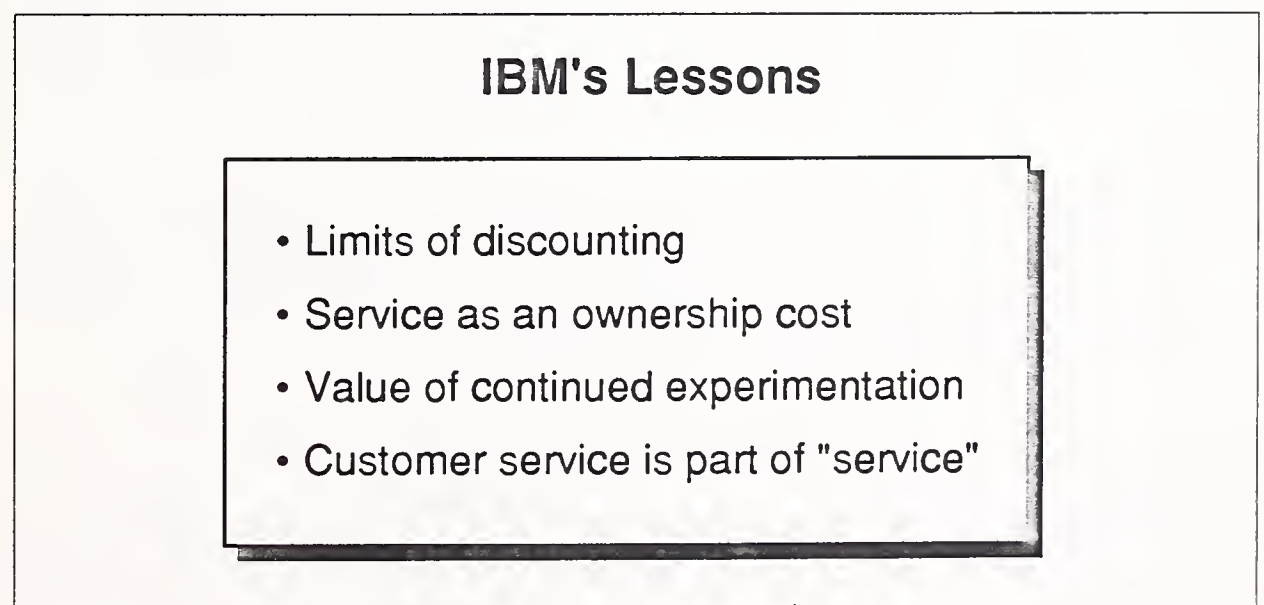 IBM's Lessons
• Limits of discounting
• Service as an ownership cost
• Value of continued experimentation
• Customer service is part of "service"